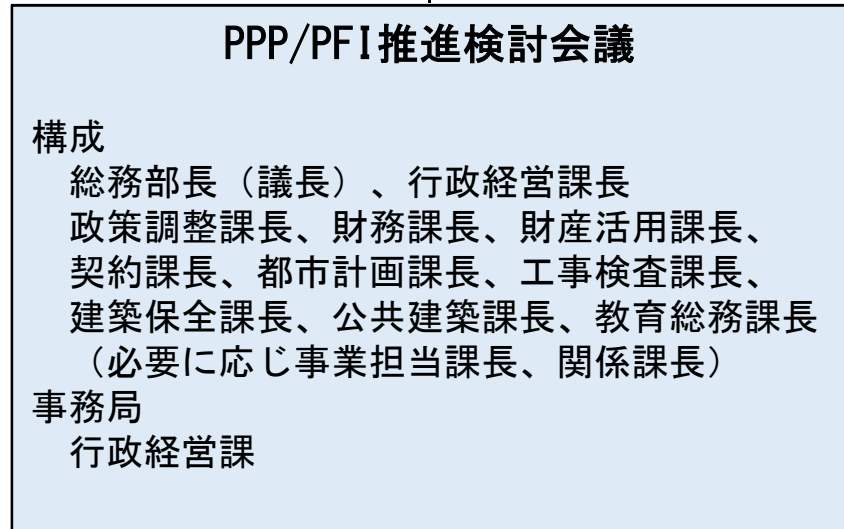 PPP/PFI推進検討会議
構成
総務部長（議長）、行政経営課長
政策調整課長、財務課長、財産活用課長、
契約課長、都市計画課長、工事検査課長、
建築保全課長、公共建築課長、教育総務課長
（必要に応じ事業担当課長、関係課長）
事務局
行政経営課